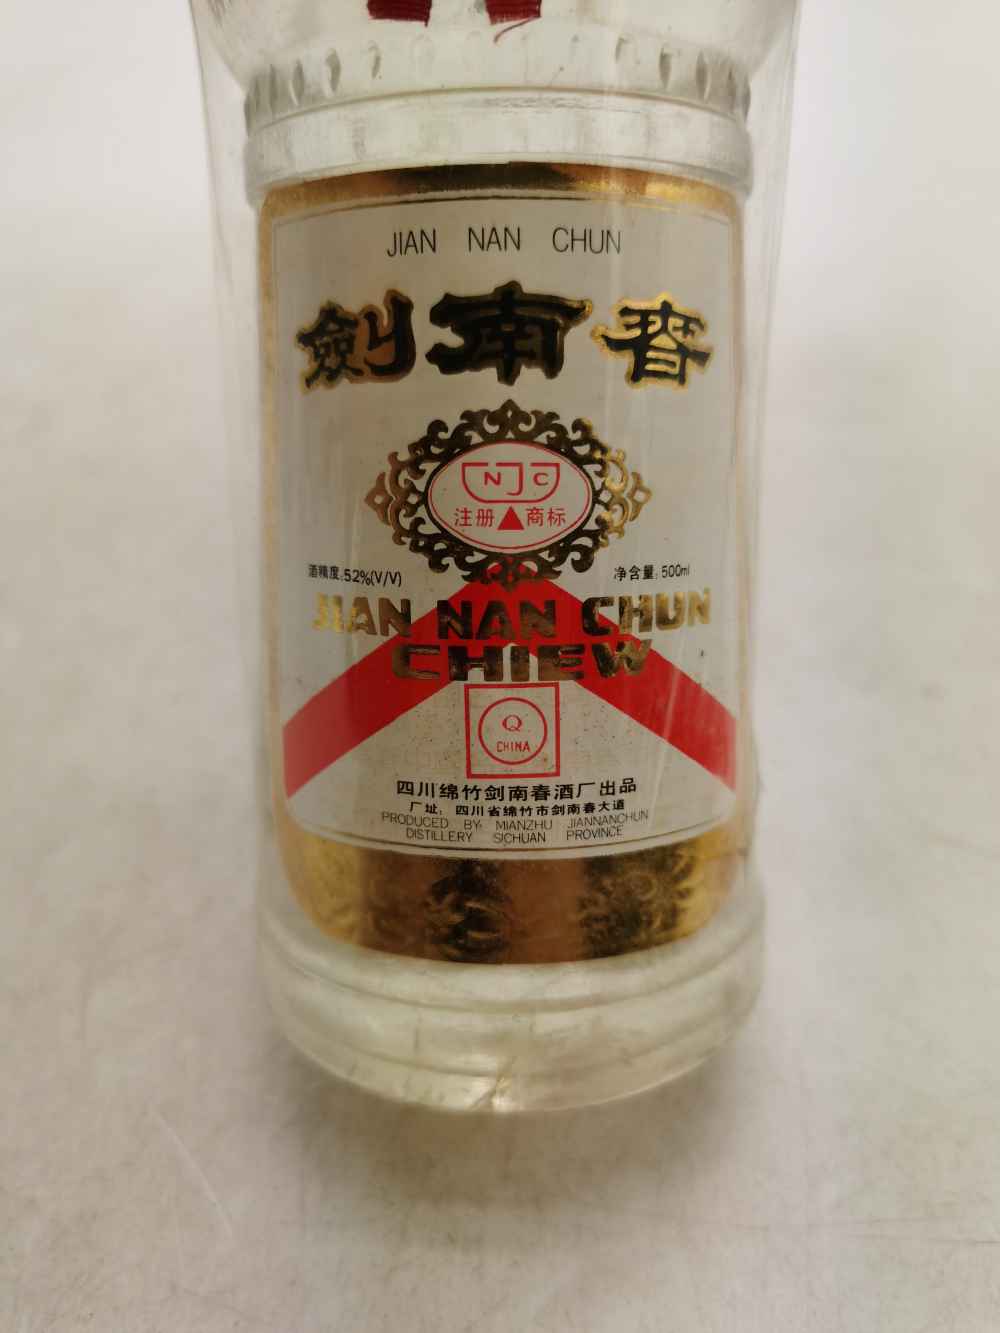 JIAN NAN CHUN
劍南春
NJC
注册 商标
酒精度:52%(V/V)
净含量:500ml
JIAN NAN CHUN
CHIEW
Q
CHINA
四川绵竹剑南春酒厂出品
厂址:四川省绵竹市剑南春大道
PRODUCED BY MIANZHU JIANNANCHUN
DISTILLERY SICHUAN PROVINCE